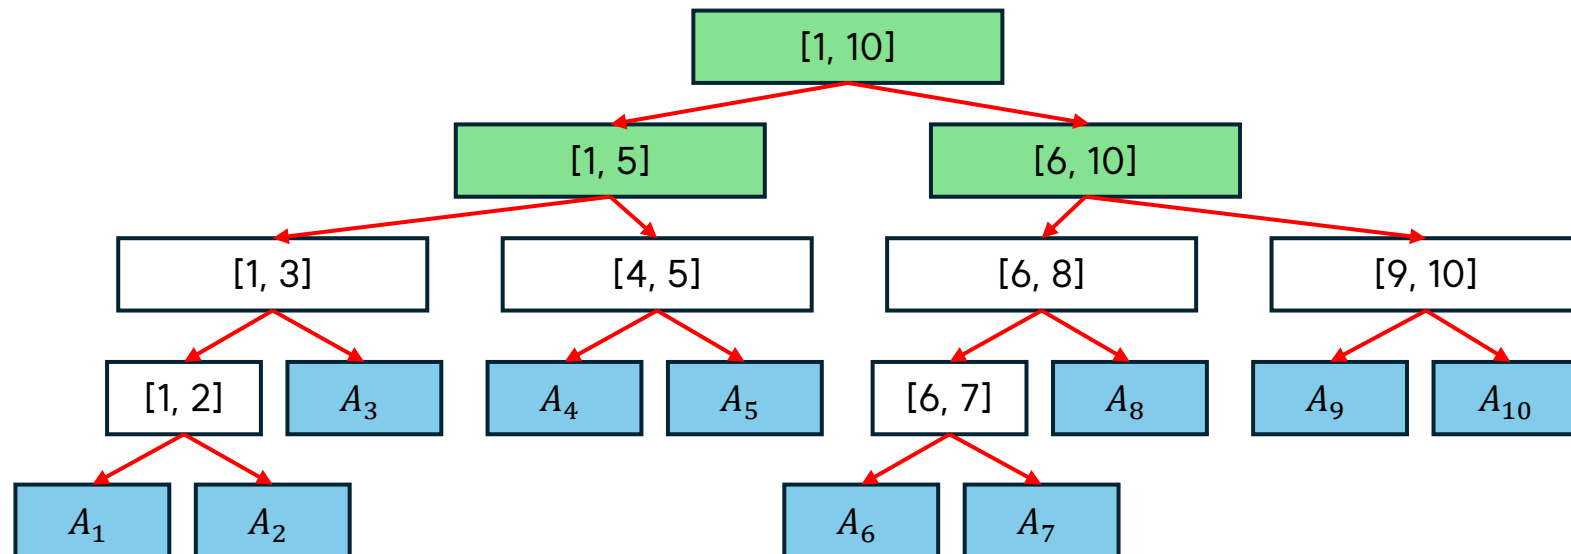 [1, 10]
[1, 5]
[6, 10]
[1, 3]
[4, 5]
[6, 8]
[9, 10]
[1, 2]
A₃
A₄
A₅
[6, 7]
A₈
A₉
A₁₀
A₁
A₂
A₆
A₇